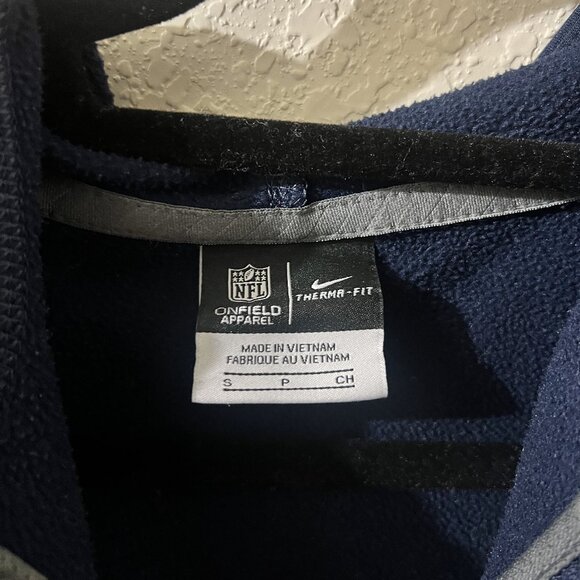 NFL
ONFIELD
APPAREL
THERMA-FIT
MADE IN VIETNAM
FABRIQUE AU VIETNAM
S P CH